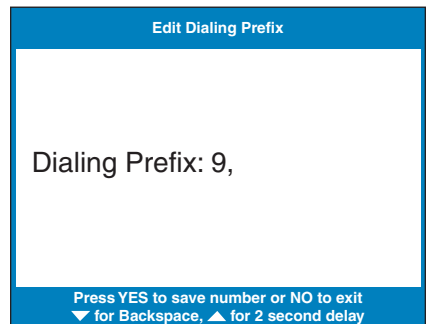 Edit Dialing Prefix
Dialing Prefix: 9,
Press YES to save number or NO to exit
▼ for Backspace, ▲ for 2 second delay